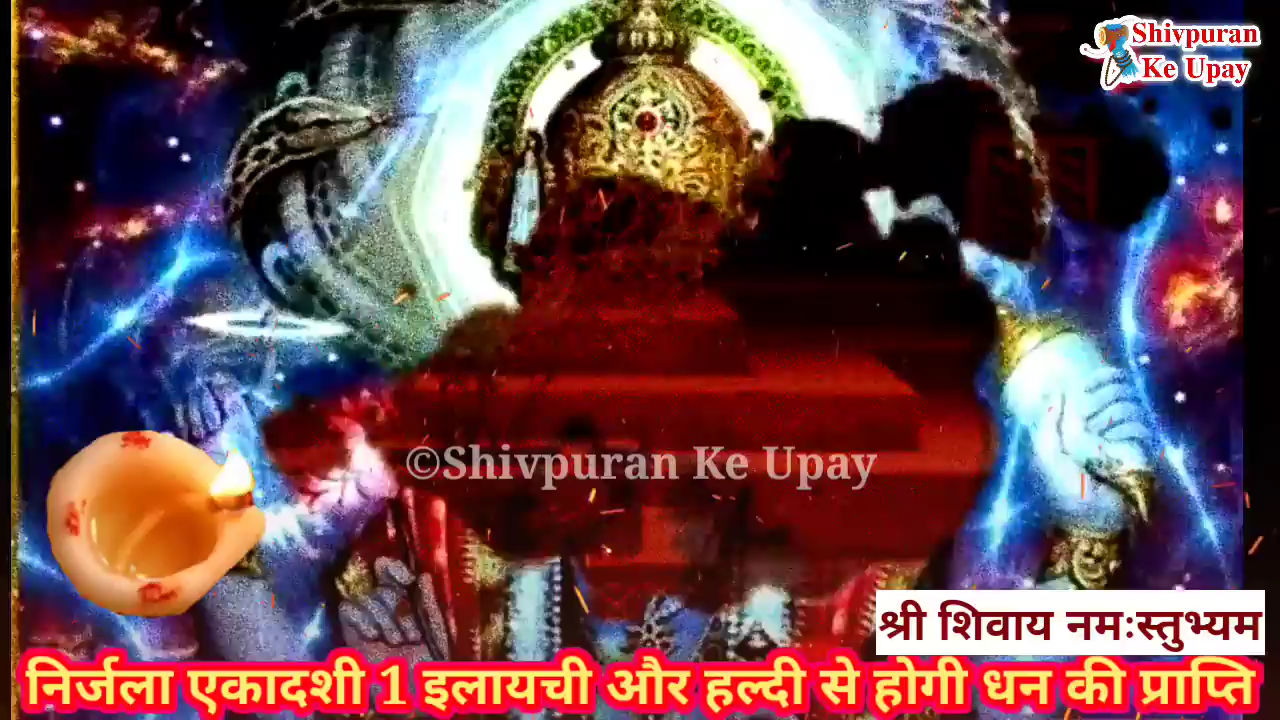 Shivpuran
Ke Upay
©Shivpuran Ke Upay
श्री शिवाय नमःस्तुभ्यम
निर्जला एकादशी 1 इलायची और हल्दी से होगी धन की प्राप्ति